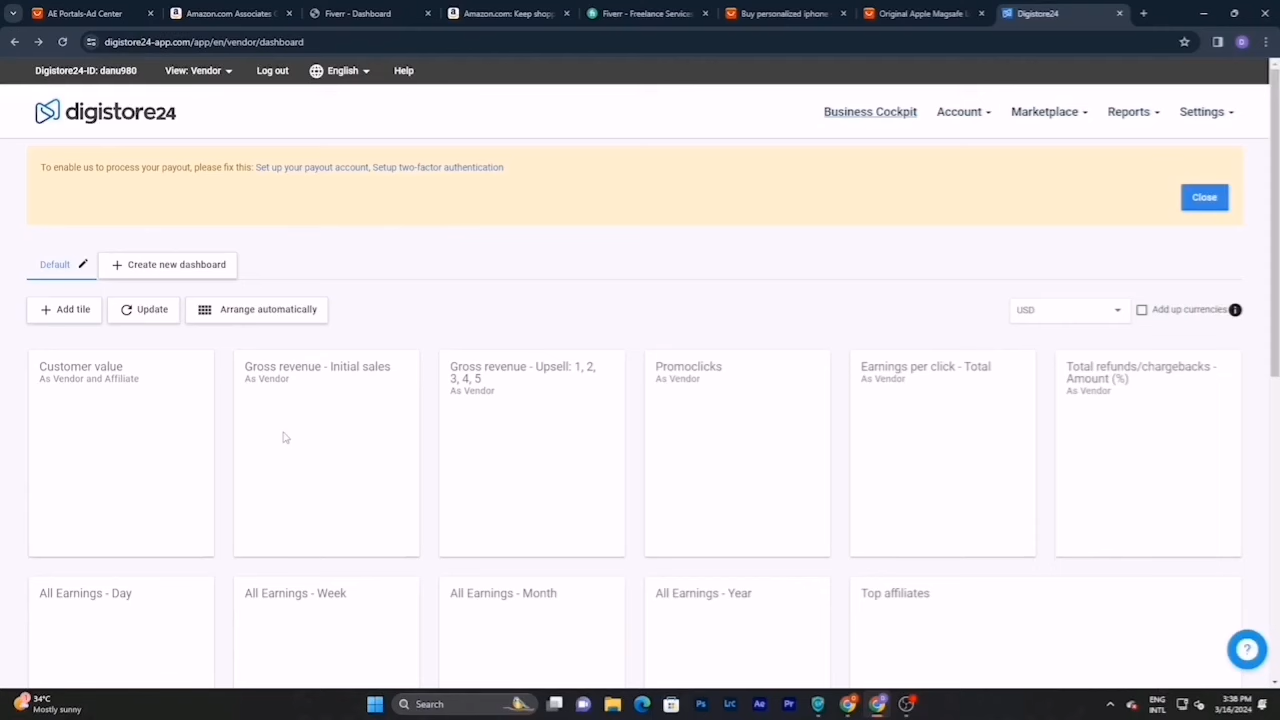 AE Portals-Ad Center
Amazon.com Associates C
Fiverr - Dashboard
Amazon.com: Keep shop
Fiverr - Freelance Service
Buy personalized iphone
Original Apple Magsafe L
Digistore24
digistore24-app.com/app/en/vendor/dashboard
D
Digistore24-ID: danu980
View: Vendor
Log out
English
Help
digistore24
Business Cockpit
Account
Marketplace
Reports
Settings
To enable us to process your payout, please fix this: Set up your payout account, Setup two-factor authentication
Close
Default
Create new dashboard
Add tile
Update
Arrange automatically
USD
Add up currencies
Customer value
As Vendor and Affiliate
Gross revenue - Initial sales
As Vendor
Gross revenue - Upsell: 1, 2,
3, 4, 5
As Vendor
Promoclicks
As Vendor
Earnings per click - Total
As Vendor
Total refunds/chargebacks -
Amount (%)
As Vendor
All Earnings - Day
All Earnings - Week
All Earnings - Month
All Earnings - Year
Top affiliates
?
34°C
Mostly sunny
Search
Ps
LrC
Ae
Pr
ENG
INTL
3:38 PM
3/16/2024